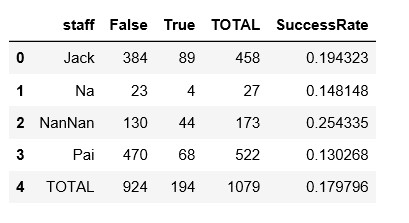 staff False True TOTAL SuccessRate
0 Jack 384 89 458 0.194323
1 Na 23 4 27 0.148148
2 NanNan 130 44 173 0.254335
3 Pai 470 68 522 0.130268
4 TOTAL 924 194 1079 0.179796